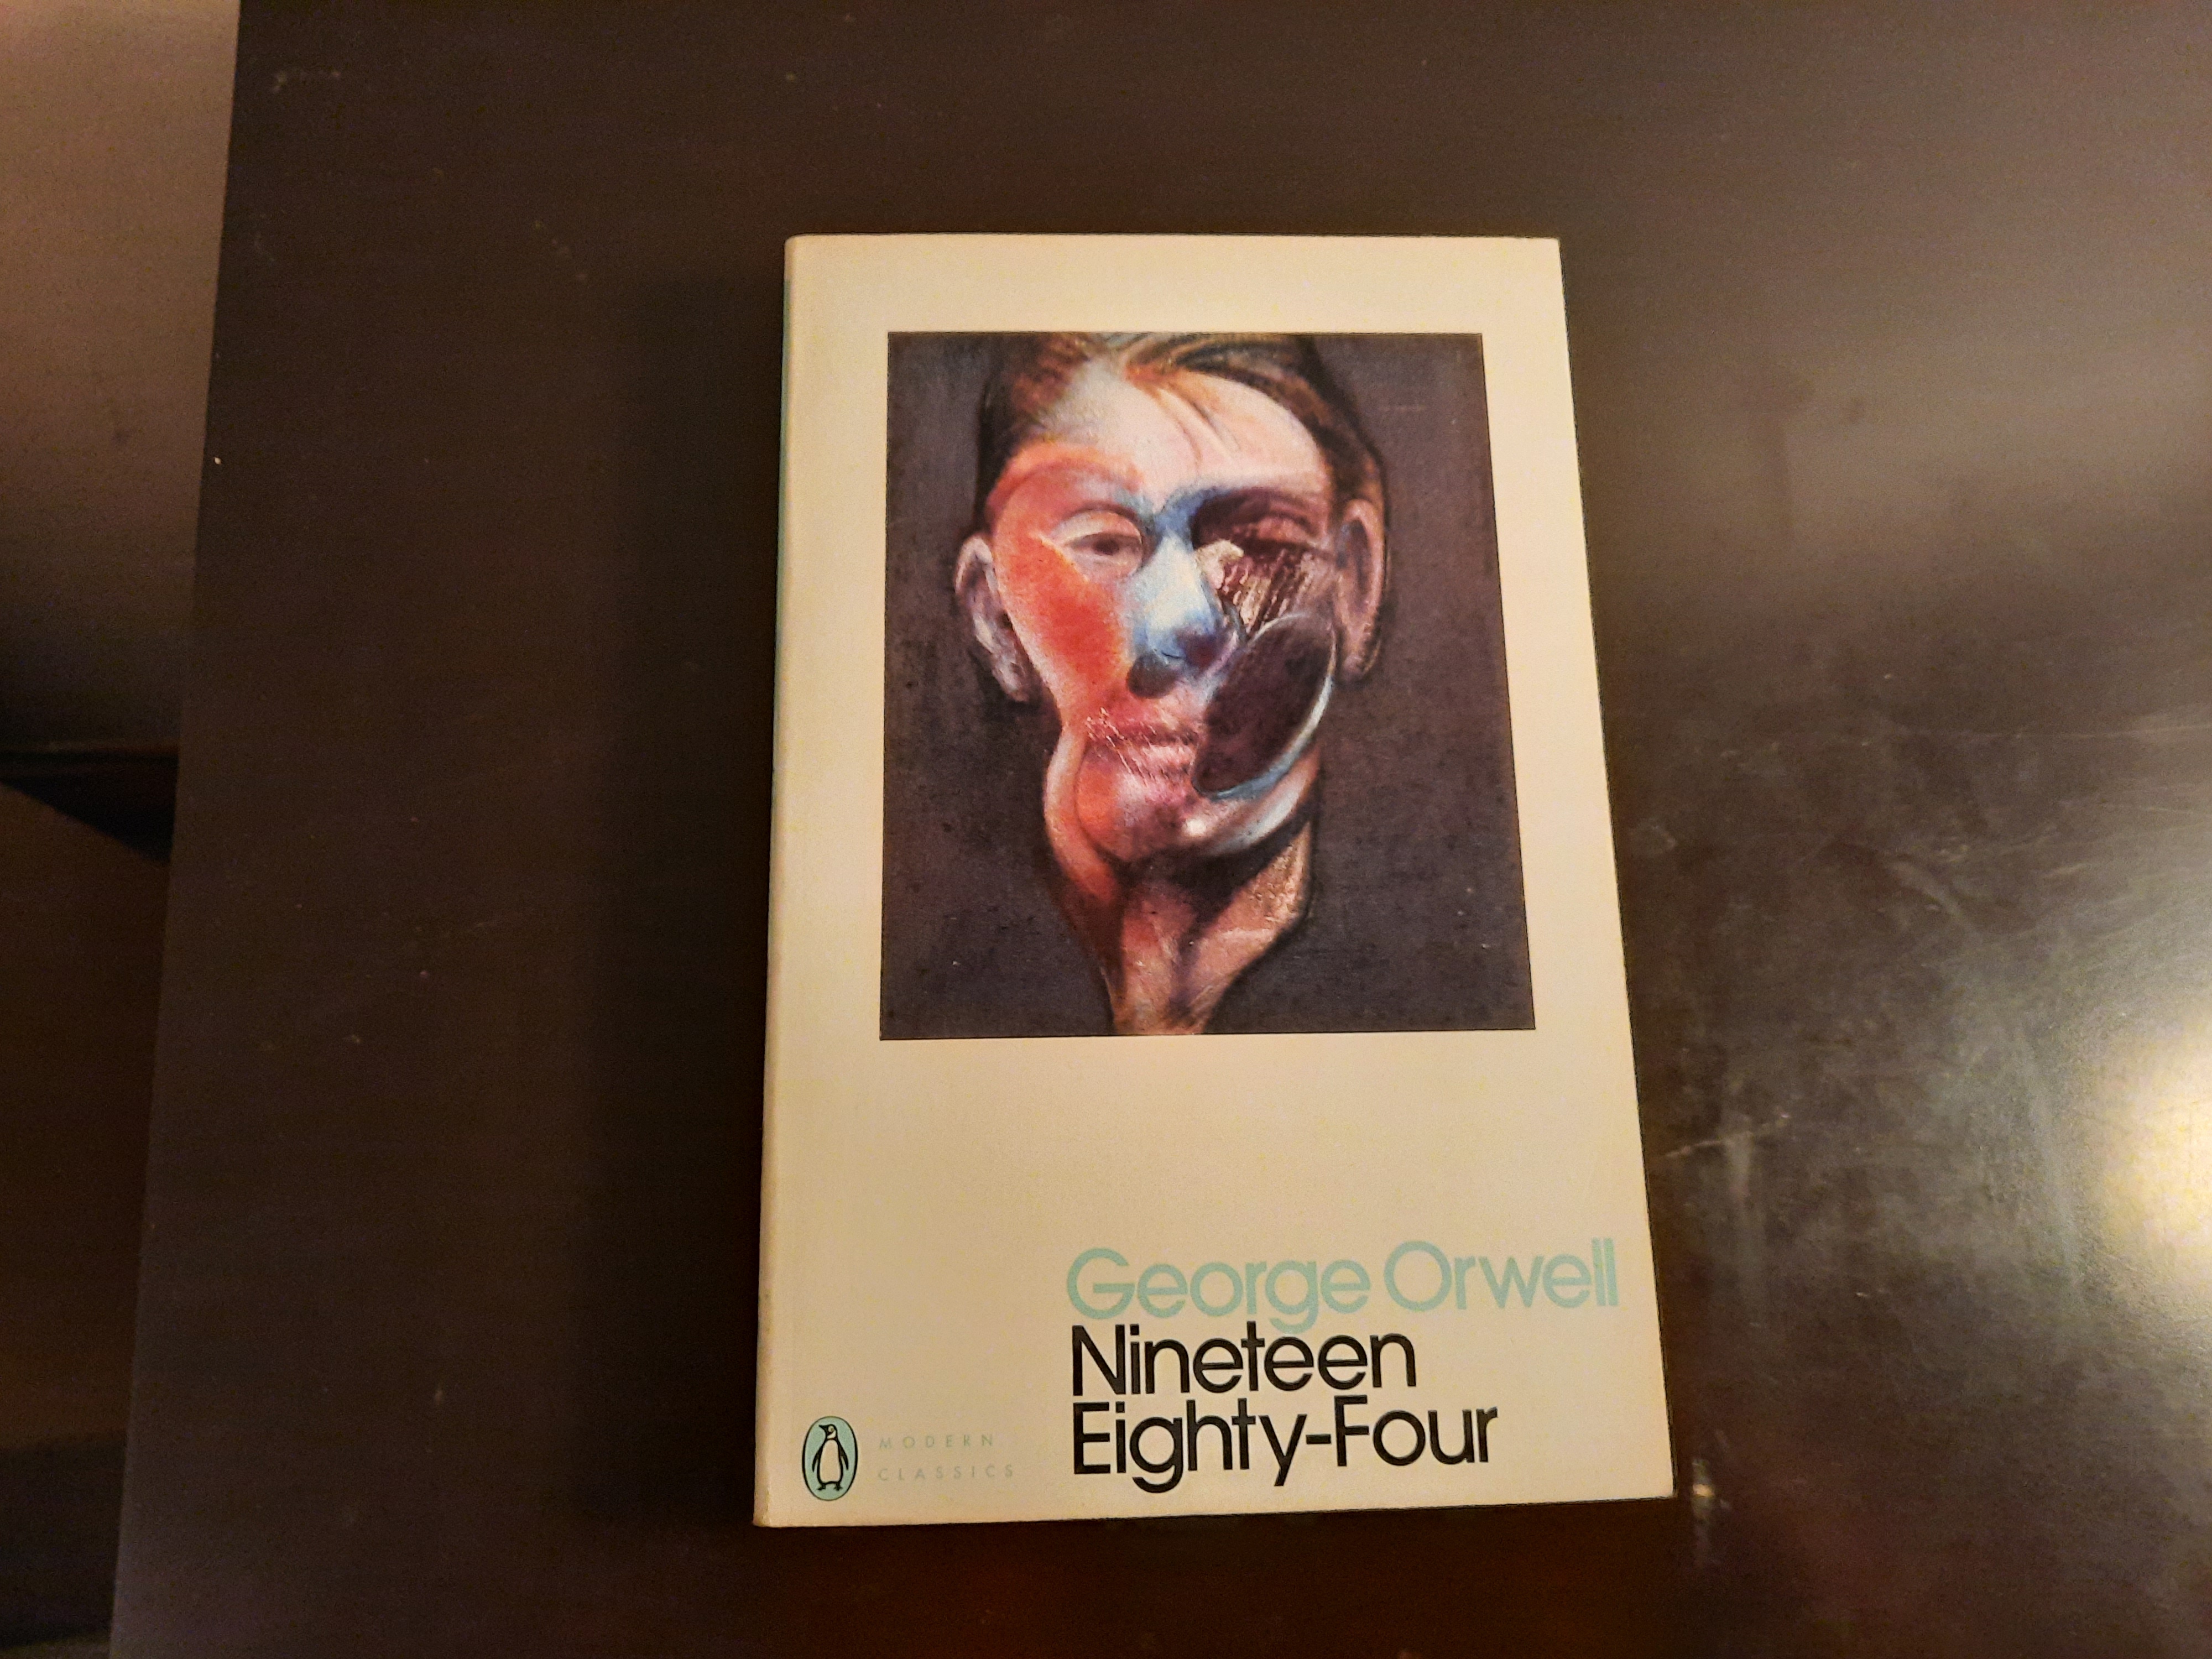 George Orwell
Nineteen
Eighty-Four
MODERN
CLASSICS